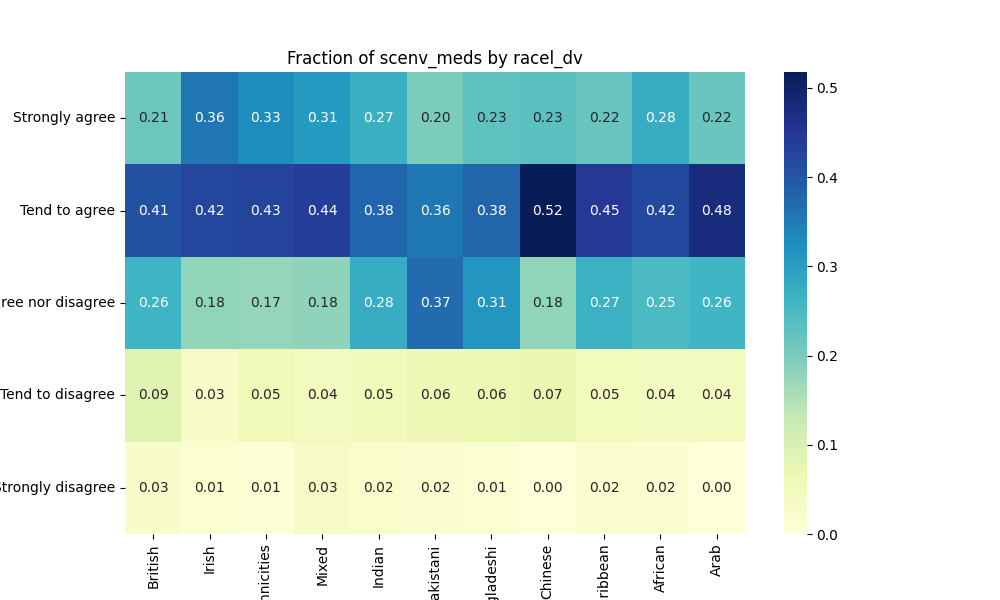 Fraction of scenv_meds by racel_dv
Strongly agree 0.21 0.36 0.33 0.31 0.27 0.20 0.23 0.23 0.22 0.28 0.22
Tend to agree 0.41 0.42 0.43 0.44 0.38 0.36 0.38 0.52 0.45 0.42 0.48
ree nor disagree 0.26 0.18 0.17 0.18 0.28 0.37 0.31 0.18 0.27 0.25 0.26
Tend to disagree 0.09 0.03 0.05 0.04 0.05 0.06 0.06 0.07 0.05 0.04 0.04
Strongly disagree 0.03 0.01 0.01 0.03 0.02 0.02 0.01 0.00 0.02 0.02 0.00
British
Irish
hnicities
Mixed
Indian
akistani
gladeshi
Chinese
ribbean
African
Arab
0.5
0.4
0.3
0.2
0.1
0.0